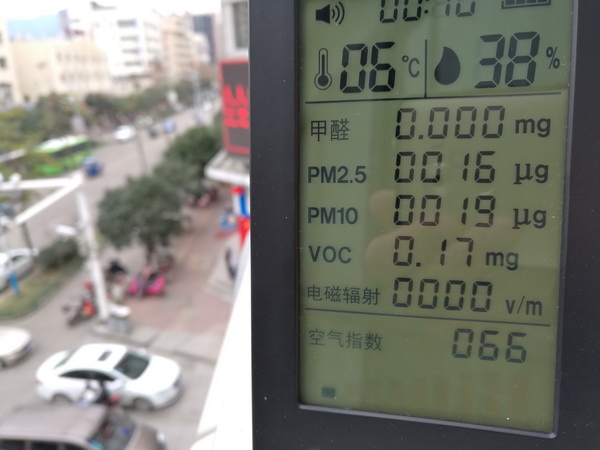 06°C 38%
甲醛 0.000 mg
PM2.5 0016 µg
PM10 0019 µg
VOC 0.17 mg
电磁辐射 0000 v/m
空气指数 066